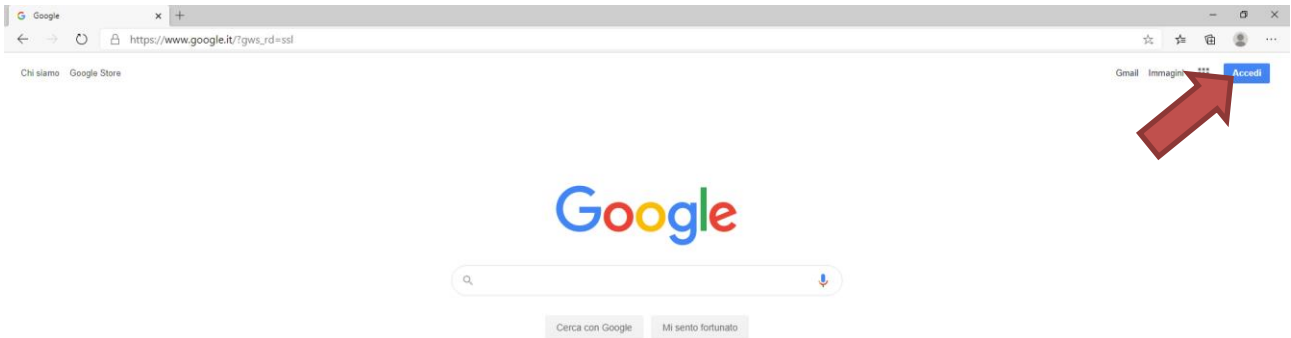 Google
https://www.google.it/?gws_rd=ssl
Chi siamo Google Store
Gmail Immagini Accedi
Google
Cerca con Google Mi sento fortunato